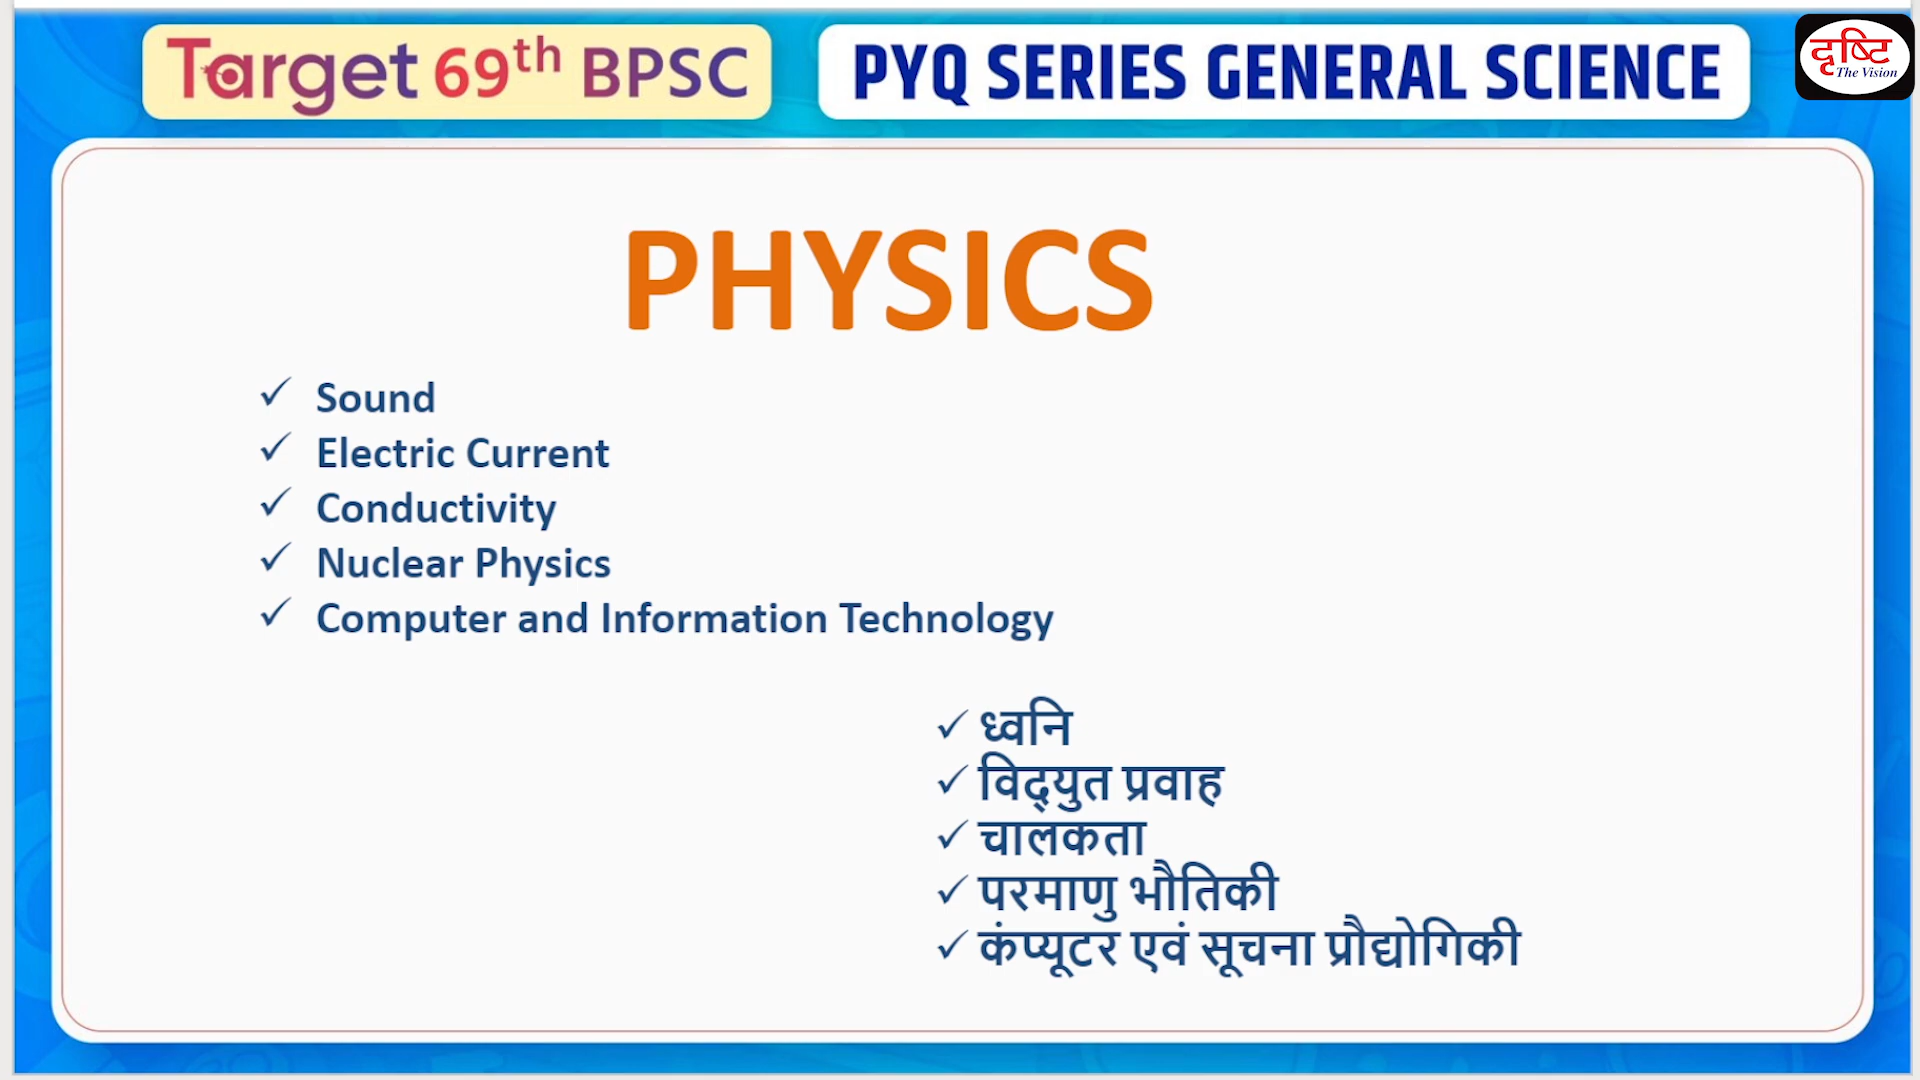 Target 69th BPSC
PYQ SERIES GENERAL SCIENCE
दृष्टि
The Vision
PHYSICS
✓ Sound
✓ Electric Current
✓ Conductivity
✓ Nuclear Physics
✓ Computer and Information Technology
✓ ध्वनि
✓ विद्युत प्रवाह
✓ चालकता
✓ परमाणु भौतिकी
✓ कंप्यूटर एवं सूचना प्रौद्योगिकी